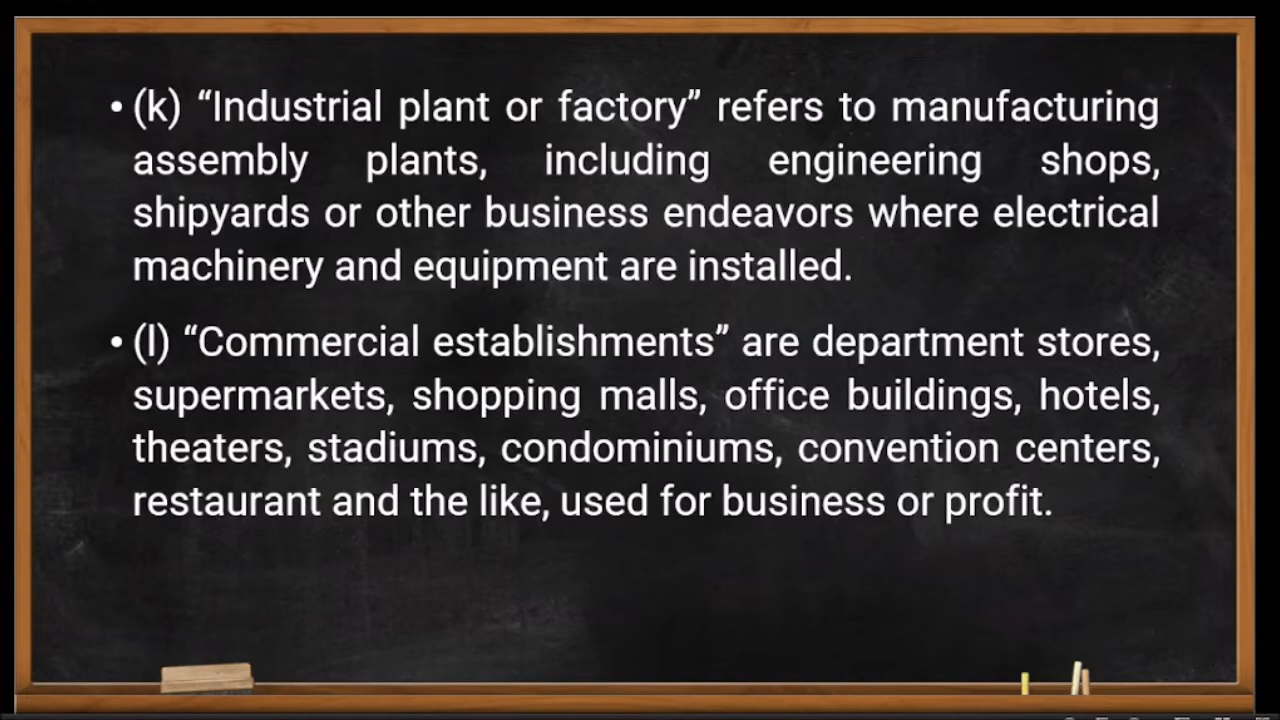 • (k) “Industrial plant or factory” refers to manufacturing
assembly plants, including engineering shops,
shipyards or other business endeavors where electrical
machinery and equipment are installed.
• (l) “Commercial establishments” are department stores,
supermarkets, shopping malls, office buildings, hotels,
theaters, stadiums, condominiums, convention centers,
restaurant and the like, used for business or profit.